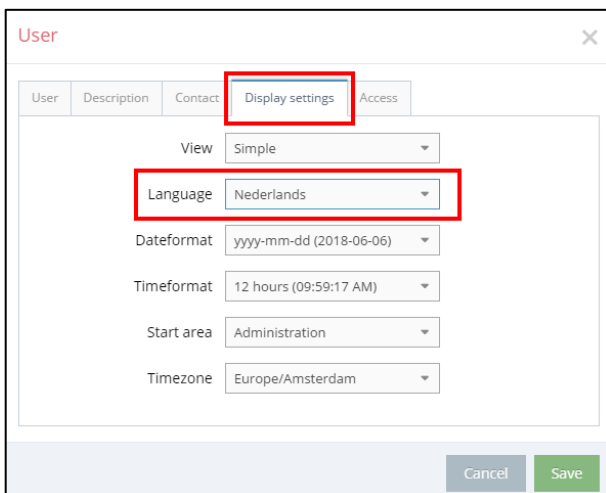 User
User Description Contact Display settings Access
View Simple
Language Nederlands
Dateformat yyyy-mm-dd (2018-06-06)
Timeformat 12 hours (09:59:17 AM)
Start area Administration
Timezone Europe/Amsterdam
Cancel Save